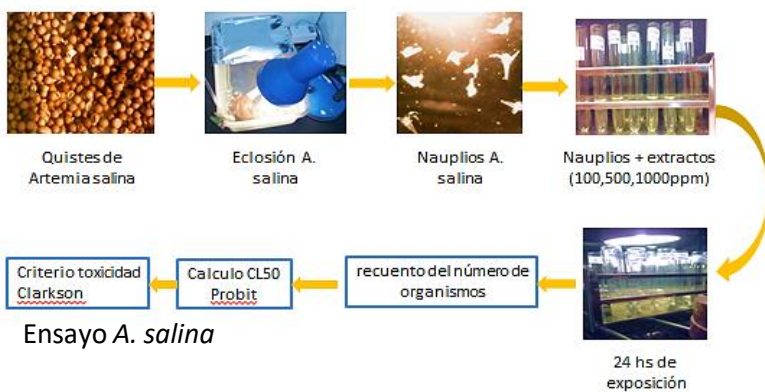 Quistes de
Artemia salina
Eclosión A.
salina
Nauplios A.
salina
Nauplios + extractos
(100,500,1000ppm)
24 hs de
exposición
recuento del número de
organismos
Calculo CL50
Probit
Criterio toxicidad
Clarkson
Ensayo A. salina